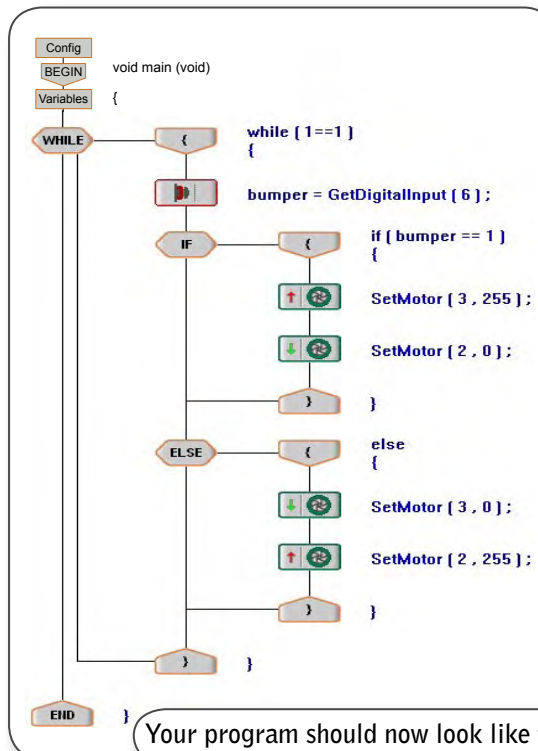 Config
BEGIN void main (void)
Variables {
WHILE { while ( 1==1 )
{
bumper = GetDigitalInput ( 6 ) ;
IF { if ( bumper == 1 )
{
SetMotor ( 3 , 255 ) ;
SetMotor ( 2 , 0 ) ;
} }
ELSE { else
{
SetMotor ( 3 , 0 ) ;
SetMotor ( 2 , 255 ) ;
} }
} }
END }
Your program should now look like